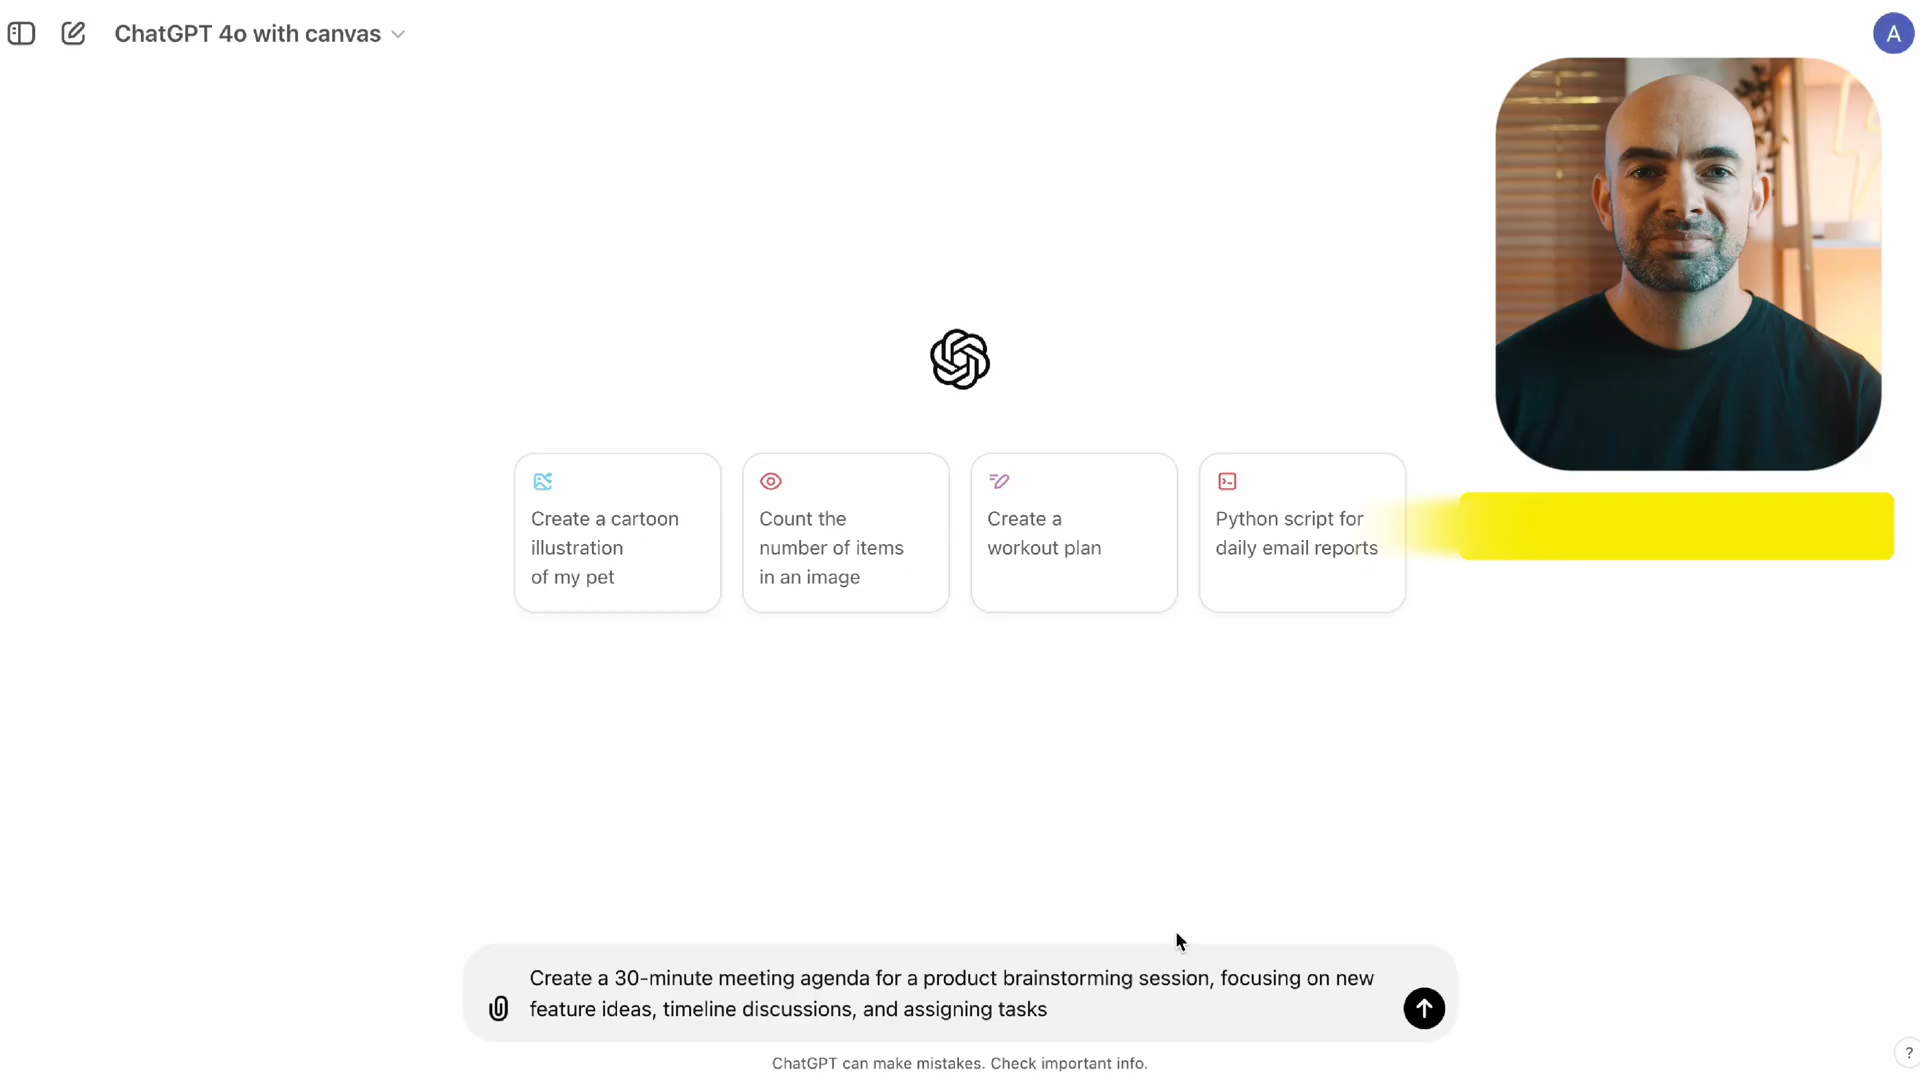 ChatGPT 4o with canvas
A
Create a cartoon
illustration
of my pet
Count the
number of items
in an image
Create a
workout plan
Python script for
daily email reports
Create a 30-minute meeting agenda for a product brainstorming session, focusing on new
feature ideas, timeline discussions, and assigning tasks
ChatGPT can make mistakes. Check important info.
?